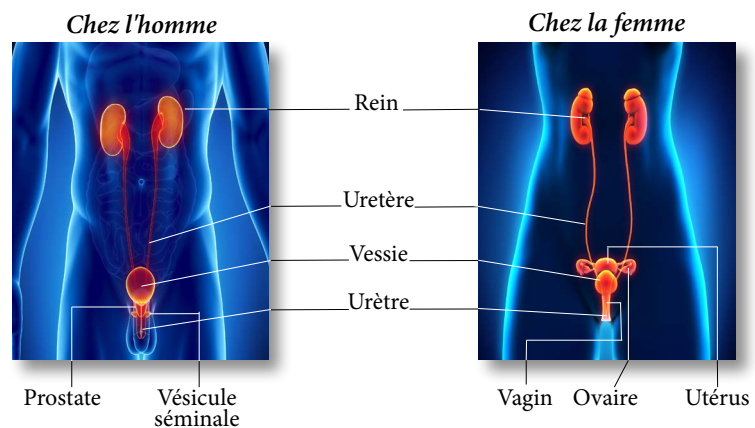 Chez l'homme
Chez la femme
Rein
Uretère
Vessie
Urètre
Prostate
Vésicule
séminale
Vagin
Ovaire
Utérus